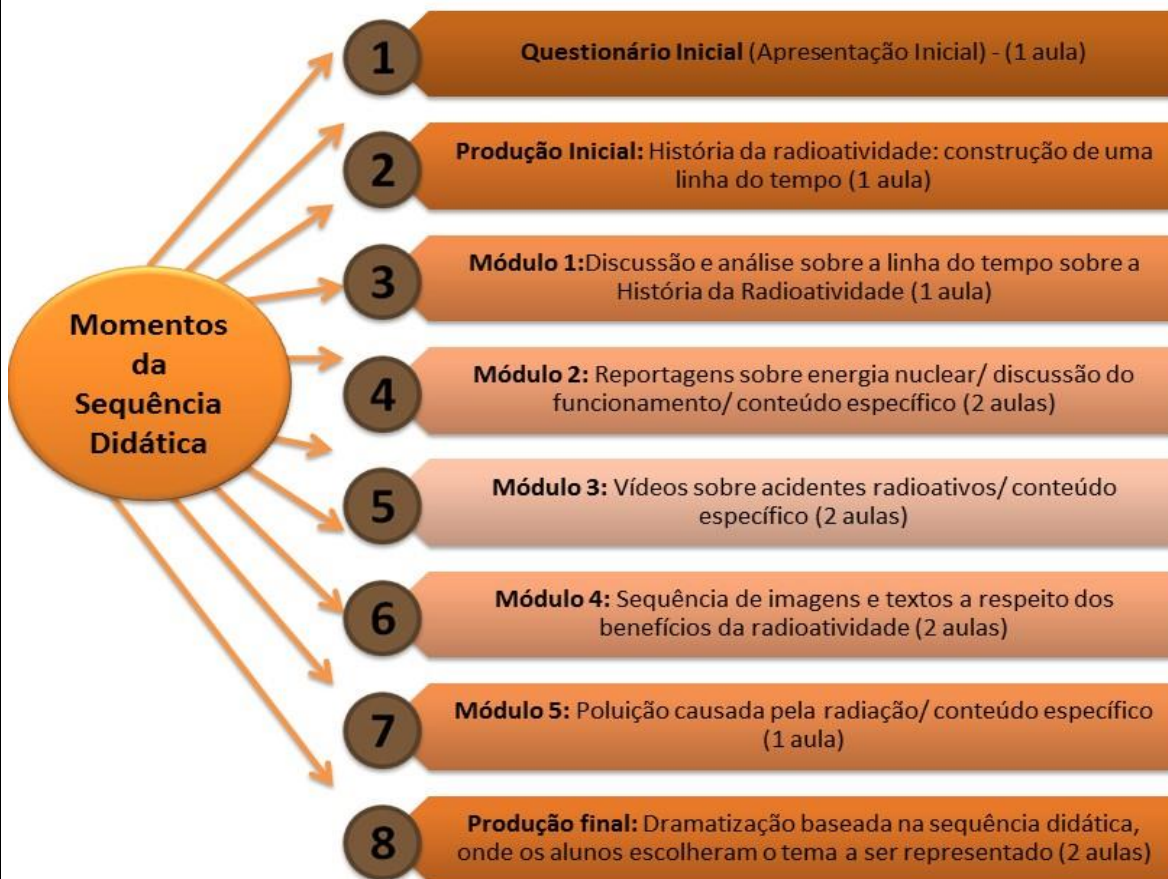 Momentos
da
Sequência
Didática
1
Questionário Inicial (Apresentação Inicial) - (1 aula)
2
Produção Inicial: História da radioatividade: construção de uma
linha do tempo (1 aula)
3
Módulo 1:Discussão e análise sobre a linha do tempo sobre a
História da Radioatividade (1 aula)
4
Módulo 2: Reportagens sobre energia nuclear/ discussão do
funcionamento/ conteúdo específico (2 aulas)
5
Módulo 3: Vídeos sobre acidentes radioativos/ conteúdo
específico (2 aulas)
6
Módulo 4: Sequência de imagens e textos a respeito dos
benefícios da radioatividade (2 aulas)
7
Módulo 5: Poluição causada pela radiação/ conteúdo específico
(1 aula)
8
Produção final: Dramatização baseada na sequência didática,
onde os alunos escolheram o tema a ser representado (2 aulas)